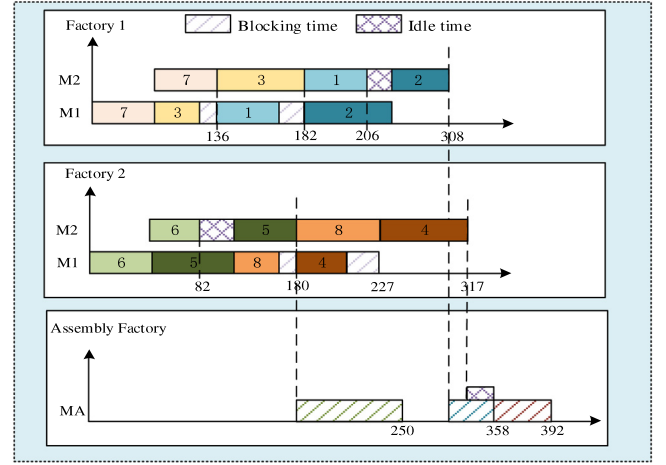 Factory 1 Blocking time Idle time
M2 7 3 1 2
M1 7 3 1 2
136 182 206 308
Factory 2
M2 6 5 8 4
M1 6 5 8 4
82 180 227 317
Assembly Factory
MA
250 358 392